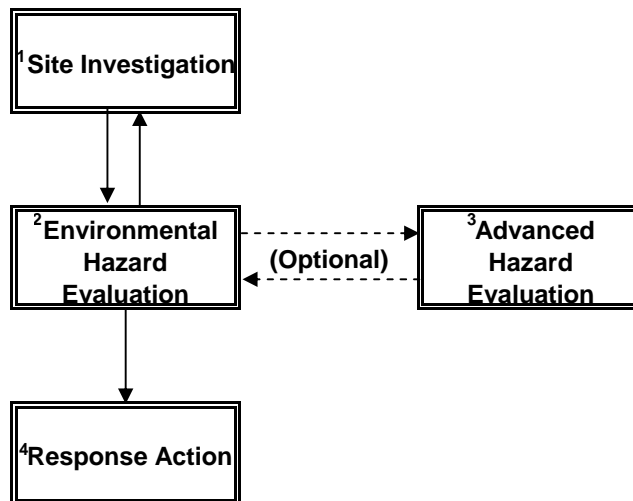 ¹Site Investigation
²Environmental
Hazard
Evaluation
(Optional)
³Advanced
Hazard
Evaluation
⁴Response Action